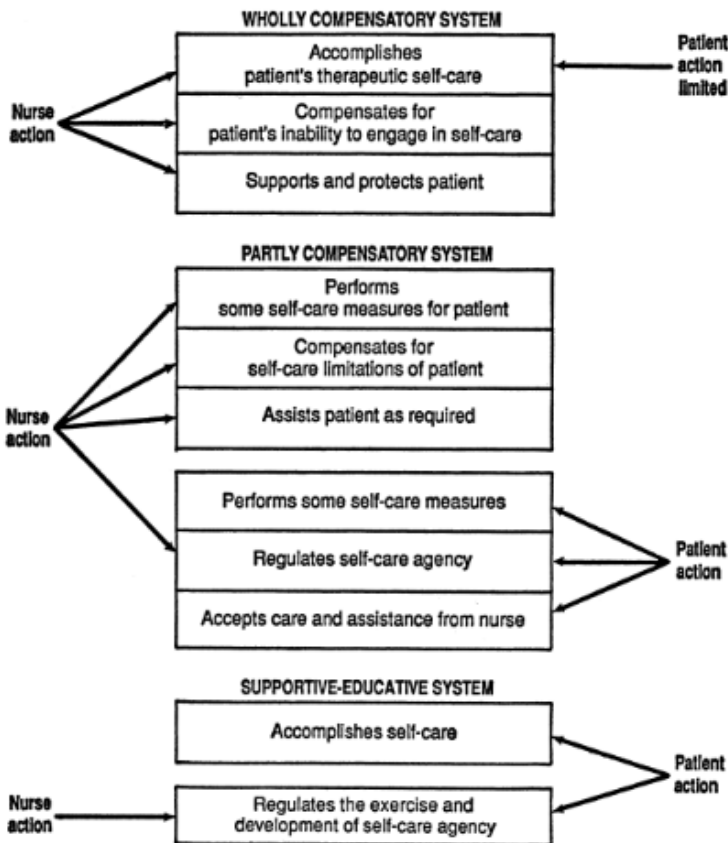 WHOLLY COMPENSATORY SYSTEM
Accomplishes
patient's therapeutic self-care
Patient
action
limited
Nurse
action
Compensates for
patient's inability to engage in self-care
Supports and protects patient
PARTLY COMPENSATORY SYSTEM
Performs
some self-care measures for patient
Compensates for
self-care limitations of patient
Nurse
action
Assists patient as required
Performs some self-care measures
Regulates self-care agency
Patient
action
Accepts care and assistance from nurse
SUPPORTIVE-EDUCATIVE SYSTEM
Accomplishes self-care
Patient
action
Nurse
action
Regulates the exercise and
development of self-care agency